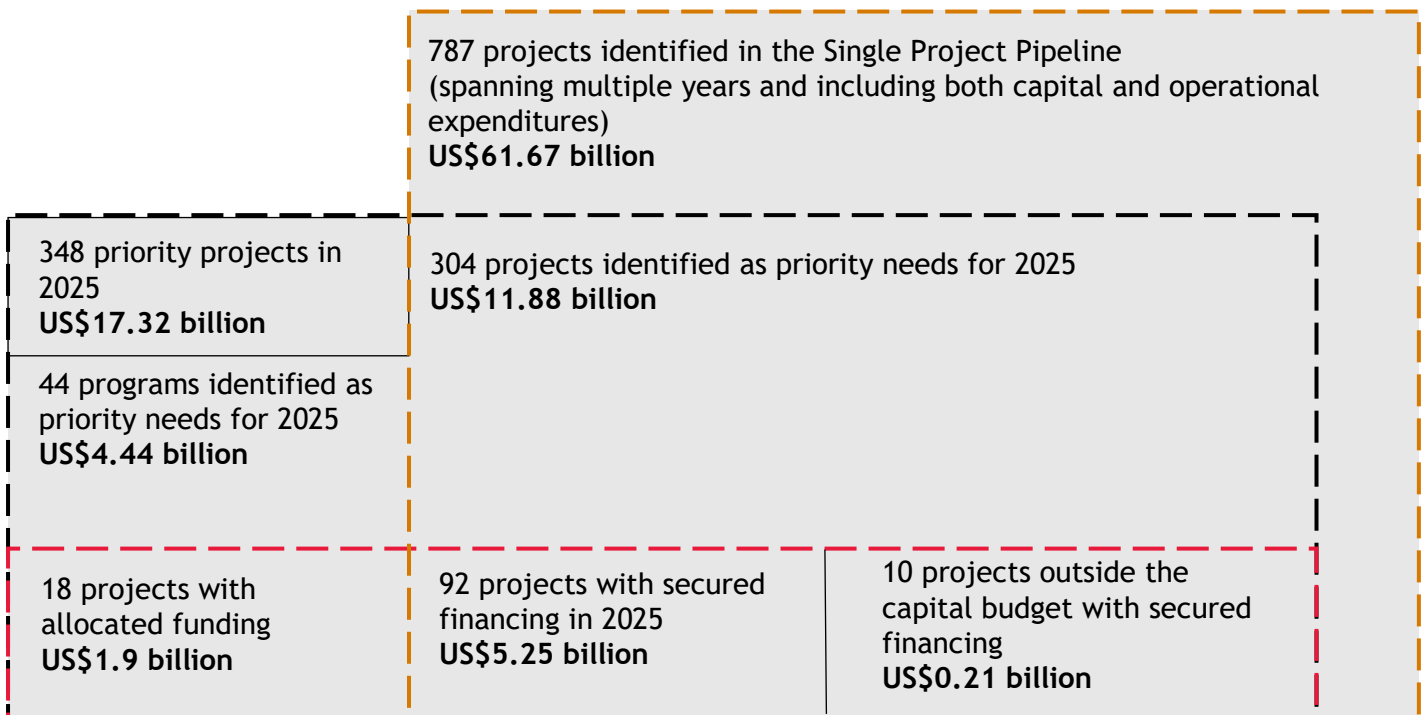 787 projects identified in the Single Project Pipeline
(spanning multiple years and including both capital and operational
expenditures)
US$61.67 billion
348 priority projects in
2025
US$17.32 billion
304 projects identified as priority needs for 2025
US$11.88 billion
44 programs identified as
priority needs for 2025
US$4.44 billion
18 projects with
allocated funding
US$1.9 billion
92 projects with secured
financing in 2025
US$5.25 billion
10 projects outside the
capital budget with secured
financing
US$0.21 billion